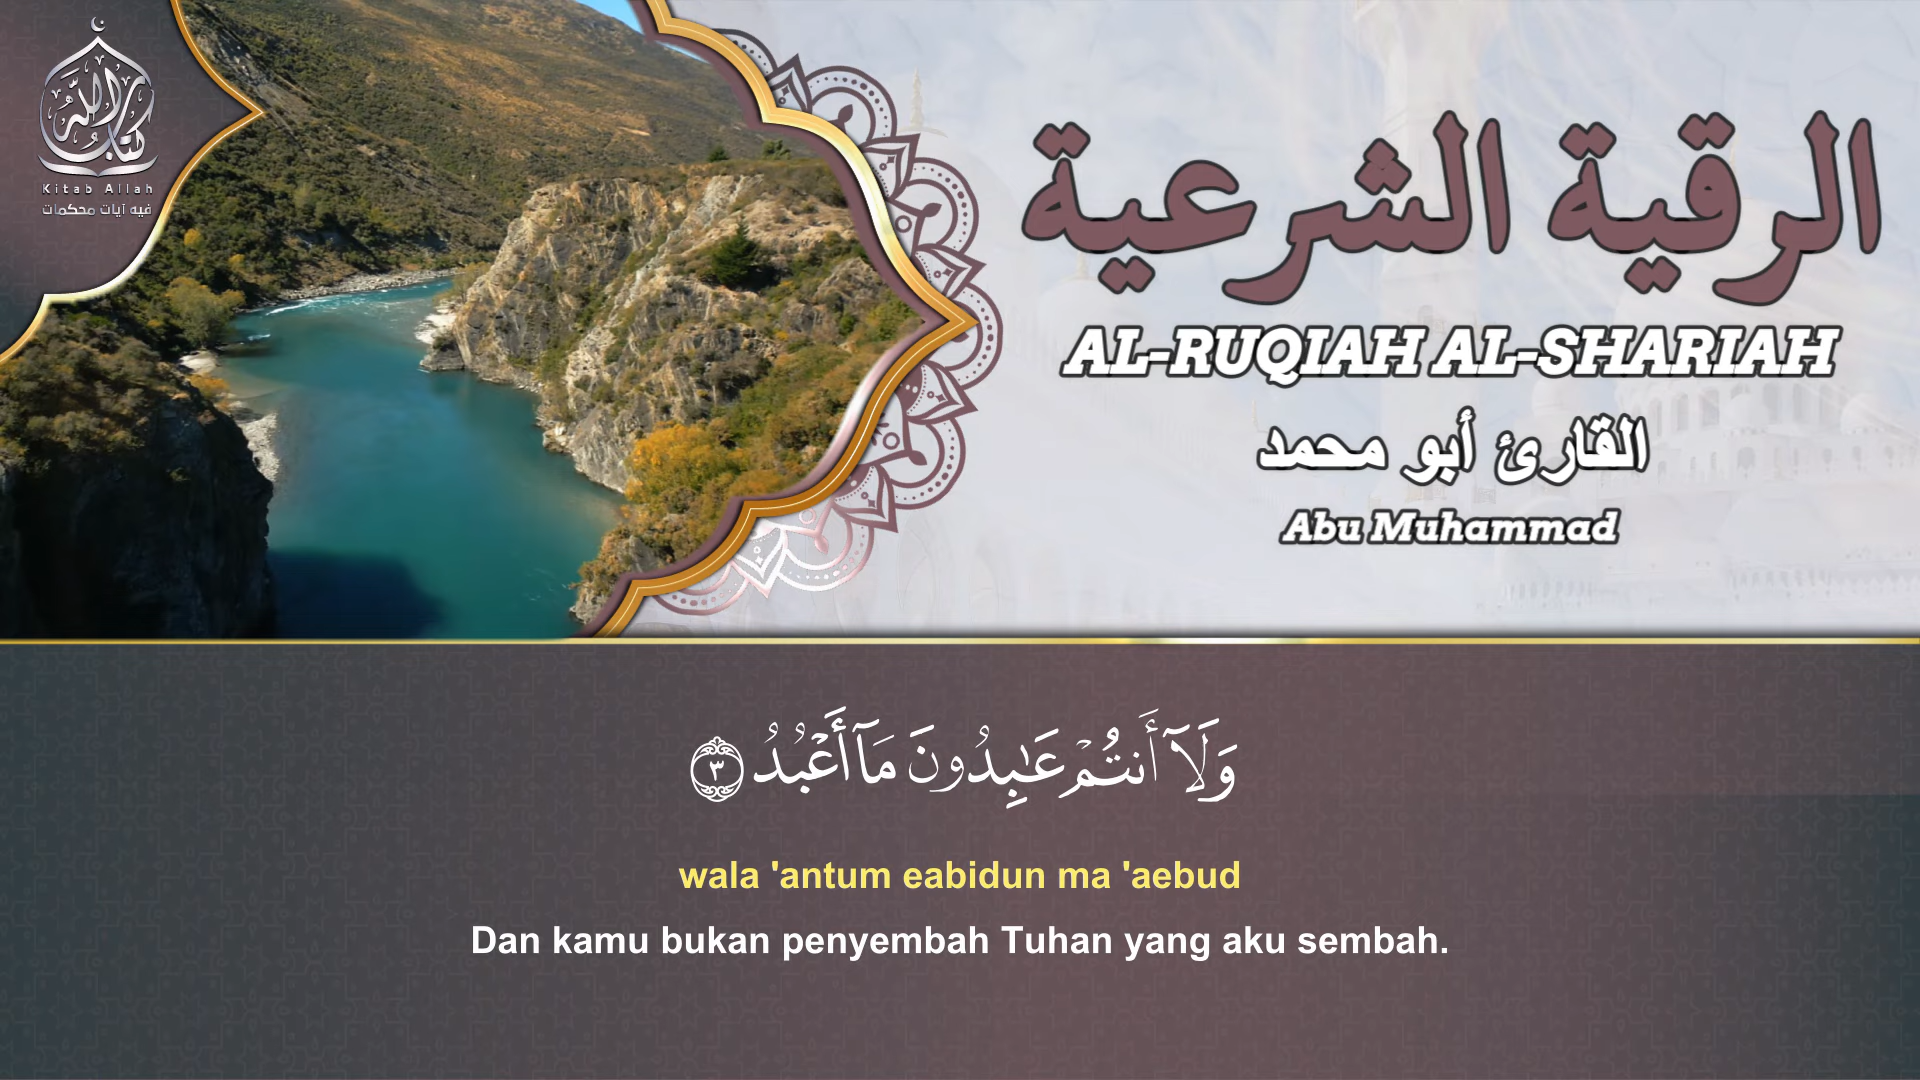 كتاب الله
Kitab Allah
فيه آيات محكمات
الرقية الشرعية
AL-RUQIAH AL-SHARIAH
القارئ أبو محمد
Abu Muhammad
وَلَآ أَنتُمْ عَٰبِدُونَ مَآ أَعْبُدُ ٣
wala 'antum eabidun ma 'aebud
Dan kamu bukan penyembah Tuhan yang aku sembah.